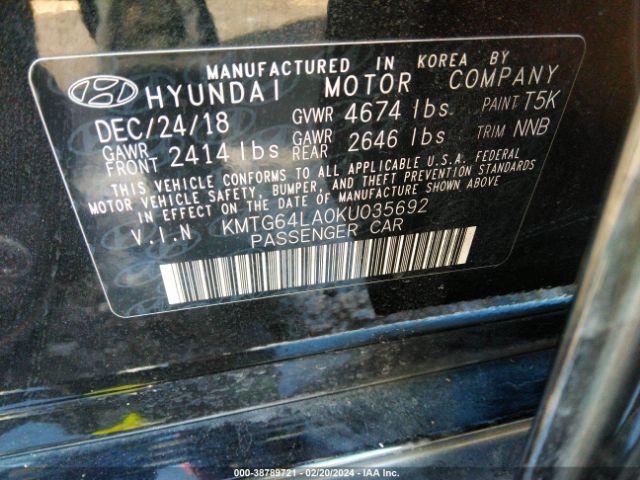 MANUFACTURED IN KOREA BY
HYUNDAI MOTOR COMPANY
DEC/24/18 GVWR 4674 lbs PAINT T5K
GAWR FRONT 2414 lbs GAWR REAR 2646 lbs TRIM NNB
THIS VEHICLE CONFORMS TO ALL APPLICABLE U.S.A. FEDERAL
MOTOR VEHICLE SAFETY, BUMPER, AND THEFT PREVENTION STANDARDS
IN EFFECT ON THE DATE OF MANUFACTURE SHOWN ABOVE
V.I.N KMTG64LA0KU035692
PASSENGER CAR
000-38789721 - 02/20/2024 - IAA Inc.